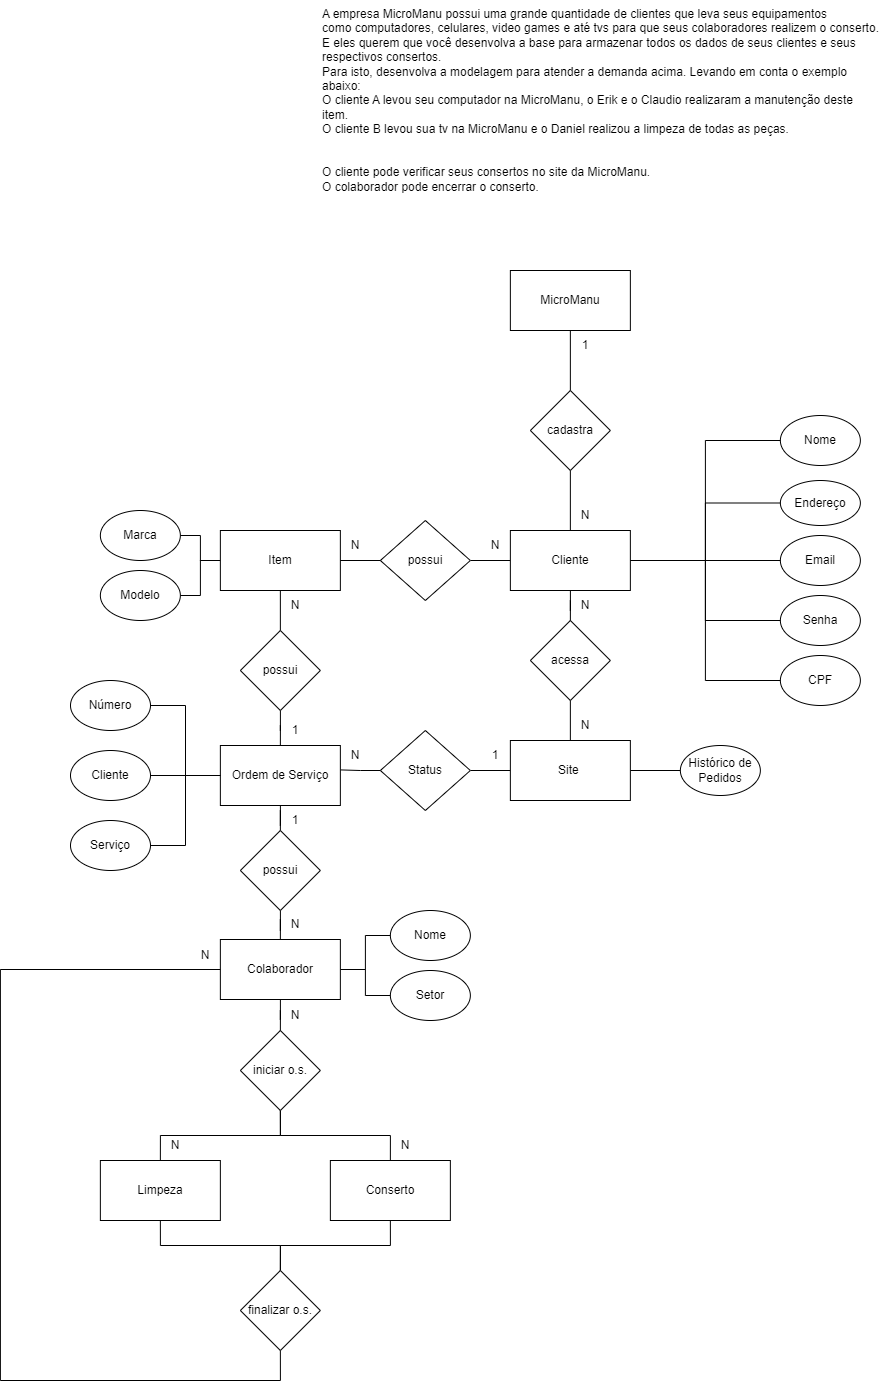 A empresa MicroManu possui uma grande quantidade de clientes que leva seus equipamentos
como computadores, celulares, video games e até tvs para que seus colaboradores realizem o conserto.
E eles querem que você desenvolva a base para armazenar todos os dados de seus clientes e seus
respectivos consertos.
Para isto, desenvolva a modelagem para atender a demanda acima. Levando em conta o exemplo
abaixo:
O cliente A levou seu computador na MicroManu, o Erik e o Claudio realizaram a manutenção deste
item.
O cliente B levou sua tv na MicroManu e o Daniel realizou a limpeza de todas as peças.
O cliente pode verificar seus consertos no site da MicroManu.
O colaborador pode encerrar o conserto.
MicroManu
1
cadastra
Nome
N
Endereço
Marca
Item
N
possui
N
Cliente
Email
Modelo
N
N
Senha
possui
acessa
CPF
Número
1
N
Ordem de Serviço
N
Status
1
Site
Histórico de
Pedidos
Cliente
Serviço
1
possui
N
Nome
N
Colaborador
Setor
N
iniciar o.s.
N
N
Limpeza
Conserto
finalizar o.s.